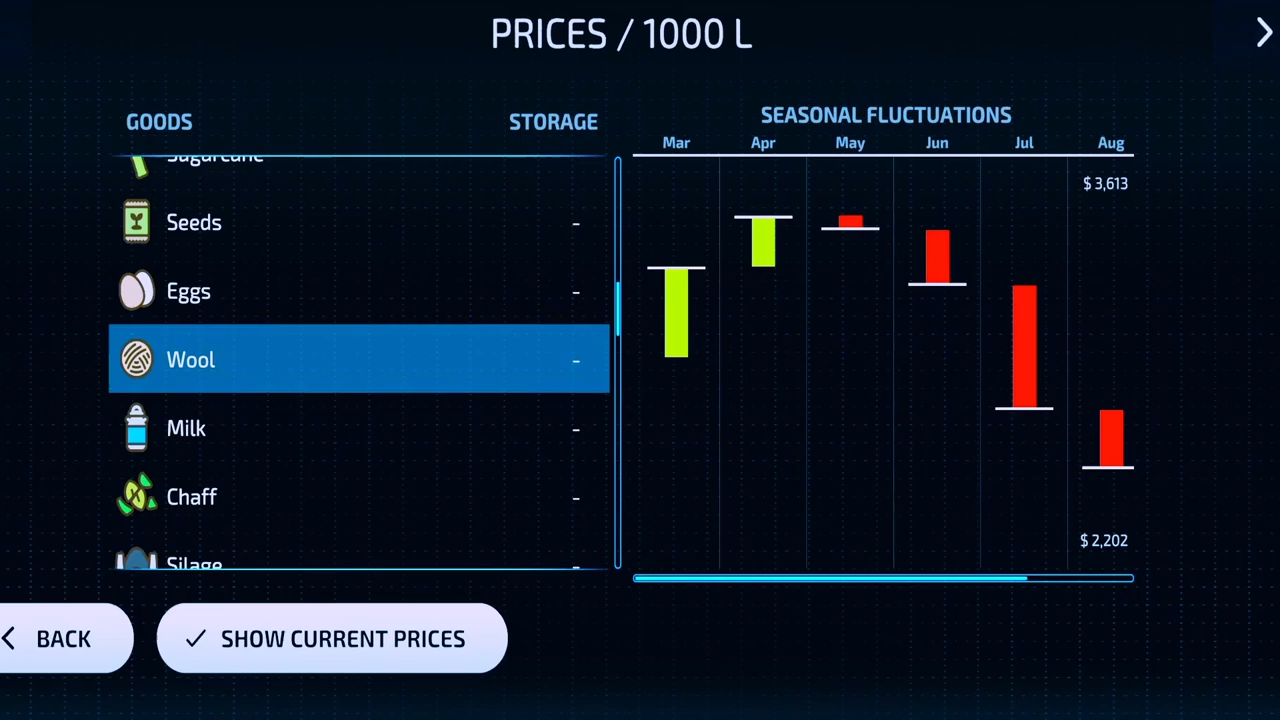 PRICES / 1000 L
GOODS
STORAGE
Sugarcane
Seeds -
Eggs -
Wool -
Milk -
Chaff -
Silage -
SEASONAL FLUCTUATIONS
Mar Apr May Jun Jul Aug
$ 3,613
$ 2,202
BACK
SHOW CURRENT PRICES